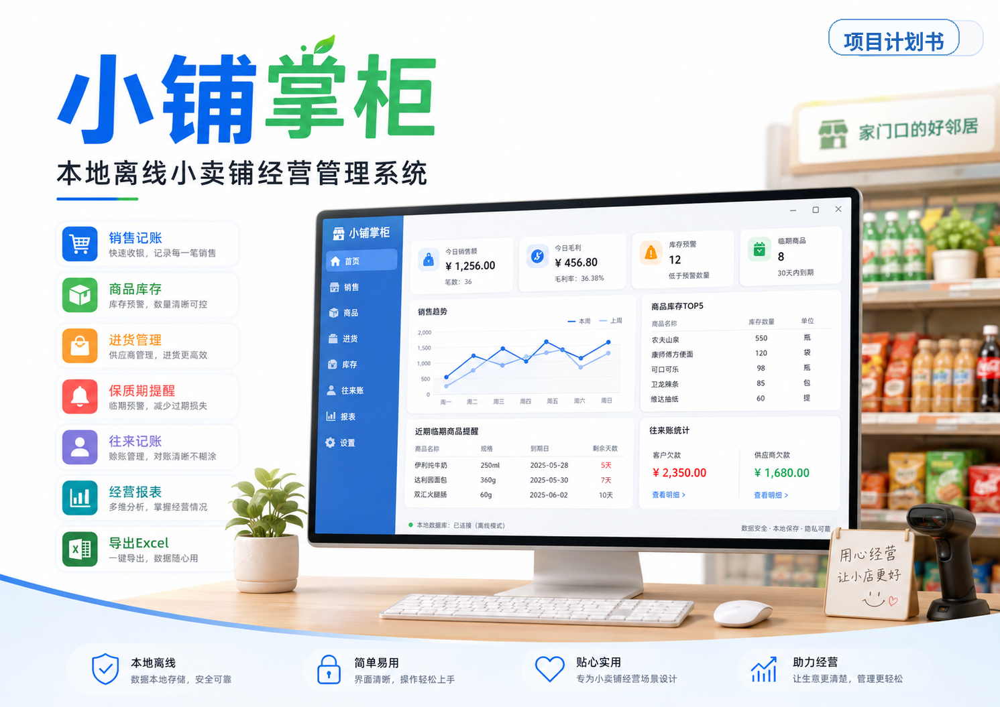 项目计划书
小铺掌柜
本地离线小卖铺经营管理系统
家门口的好邻居
销售记账
快速收银，记录每一笔销售
商品库存
库存预警，数量清晰可控
进货管理
供应商管理，进货更高效
保质期提醒
临期预警，减少过期损失
往来记账
赊账管理，对账清晰不糊涂
经营报表
多维分析，掌握经营情况
导出Excel
一键导出，数据随心用
小铺掌柜
首页
销售
商品
进货
库存
往来账
报表
设置
今日销售额
¥ 1,256.00
笔数：36
今日毛利
¥ 456.80
毛利率：36.38%
库存预警
12
低于预警数量
临期商品
8
30天内到期
销售趋势
本周 上周
2,000
1,500
1,000
500
0
周一 周二 周三 周四 周五 周六 周日
商品库存TOP5
商品名称 库存数量 单位
农夫山泉 550 瓶
康师傅方便面 120 袋
可口可乐 98 瓶
卫龙辣条 85 包
维达抽纸 60 提
近期临期商品提醒
商品名称 规格 到期日 剩余天数
伊利纯牛奶 250ml 2025-05-28 5天
达利园面包 360g 2025-05-30 7天
双汇火腿肠 60g 2025-06-02 10天
往来账统计
客户欠款
¥ 2,350.00
查看明细 >
供应商欠款
¥ 1,680.00
查看明细 >
本地数据库：已连接（离线模式）
数据安全 · 本地保存 · 隐私可靠
用心经营
让小店更好
本地离线
数据本地存储，安全可靠
简单易用
界面清晰，操作轻松上手
贴心实用
专为小卖铺经营场景设计
助力经营
让生意更清楚，管理更轻松